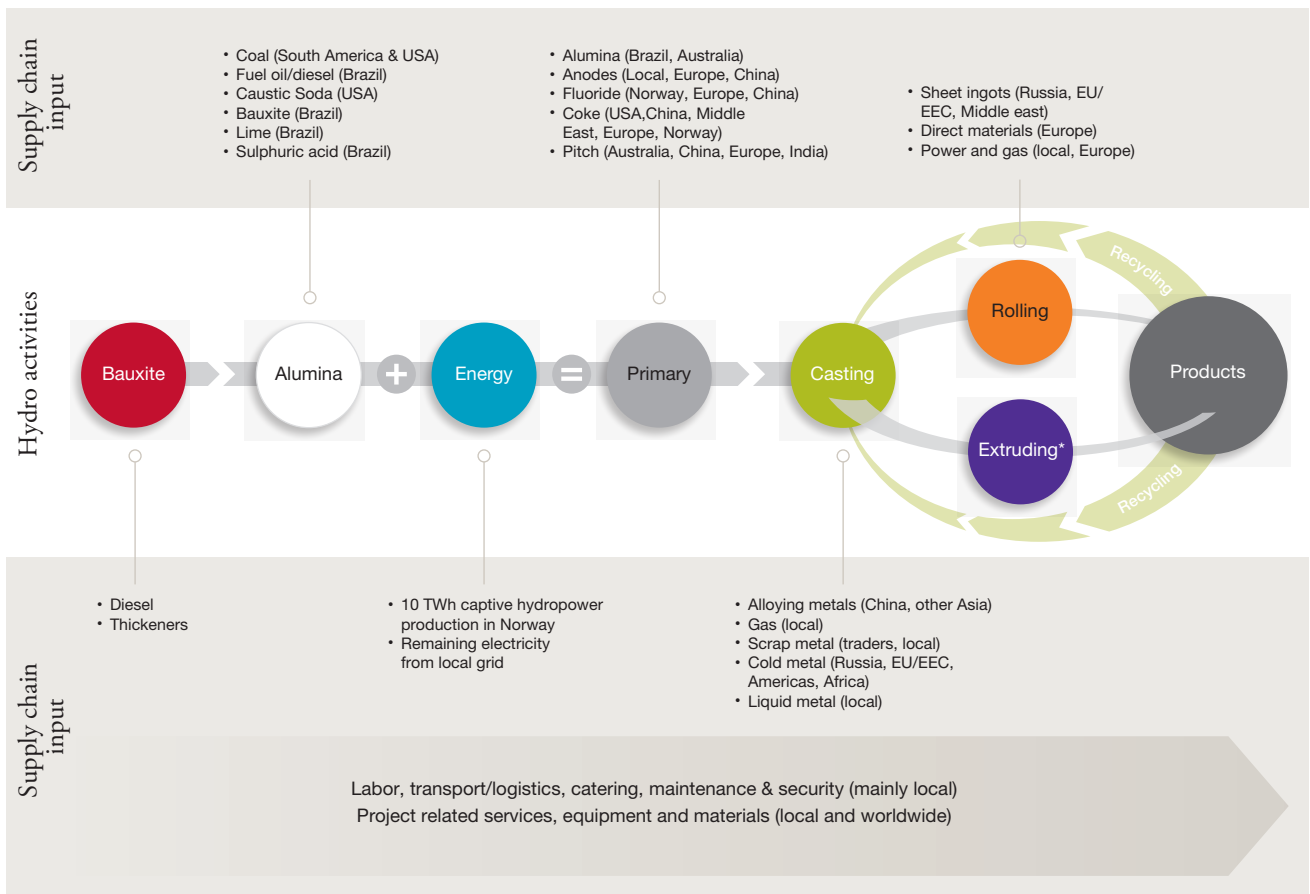 Supply chain
input
• Coal (South America & USA)
• Fuel oil/diesel (Brazil)
• Caustic Soda (USA)
• Bauxite (Brazil)
• Lime (Brazil)
• Sulphuric acid (Brazil)
• Alumina (Brazil, Australia)
• Anodes (Local, Europe, China)
• Fluoride (Norway, Europe, China)
• Coke (USA,China, Middle
East, Europe, Norway)
• Pitch (Australia, China, Europe, India)
• Sheet ingots (Russia, EU/
EEC, Middle east)
• Direct materials (Europe)
• Power and gas (local, Europe)
Hydro activities
Bauxite
Alumina
+
Energy
=
Primary
Casting
Rolling
Extruding*
Recycling
Recycling
Products
Supply chain
input
• Diesel
• Thickeners
• 10 TWh captive hydropower
production in Norway
• Remaining electricity
from local grid
• Alloying metals (China, other Asia)
• Gas (local)
• Scrap metal (traders, local)
• Cold metal (Russia, EU/EEC,
Americas, Africa)
• Liquid metal (local)
Labor, transport/logistics, catering, maintenance & security (mainly local)
Project related services, equipment and materials (local and worldwide)